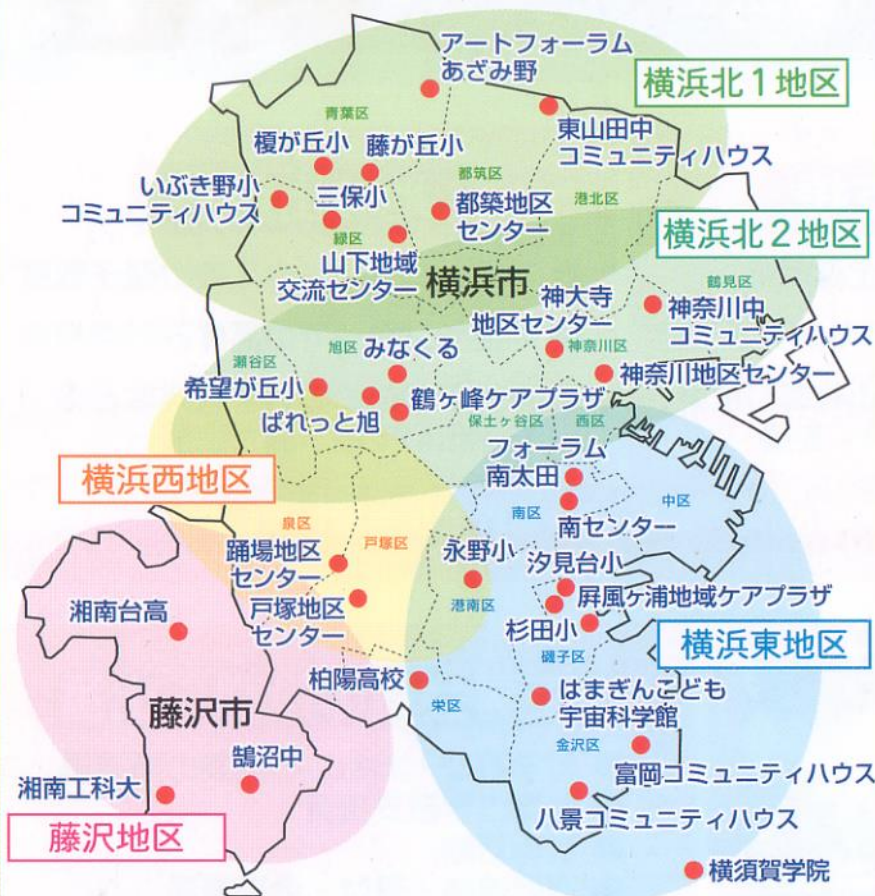 アートフォーラム
あざみ野
横浜北1地区
青葉区
東山田中
コミュニティハウス
榎が丘小
藤が丘小
都筑区
いぶき野小
コミュニティハウス
三保小
都築地区
センター
港北区
緑区
山下地域
交流センター
横浜北2地区
横浜市
鶴見区
神大寺
地区センター
神奈川中
コミュニティハウス
瀬谷区
旭区
みなくる
神奈川区
希望が丘小
神奈川地区センター
ぱれっと旭
鶴ヶ峰ケアプラザ
保土ヶ谷区
西区
フォーラム
南太田
横浜西地区
南区
中区
南センター
泉区
戸塚区
踊場地区
センター
永野小
汐見台小
屛風ヶ浦地域ケアプラザ
戸塚地区
センター
港南区
杉田小
湘南台高
磯子区
横浜東地区
柏陽高校
栄区
はまぎんこども
宇宙科学館
藤沢市
金沢区
鵠沼中
富岡コミュニティハウス
湘南工科大
八景コミュニティハウス
藤沢地区
横須賀学院